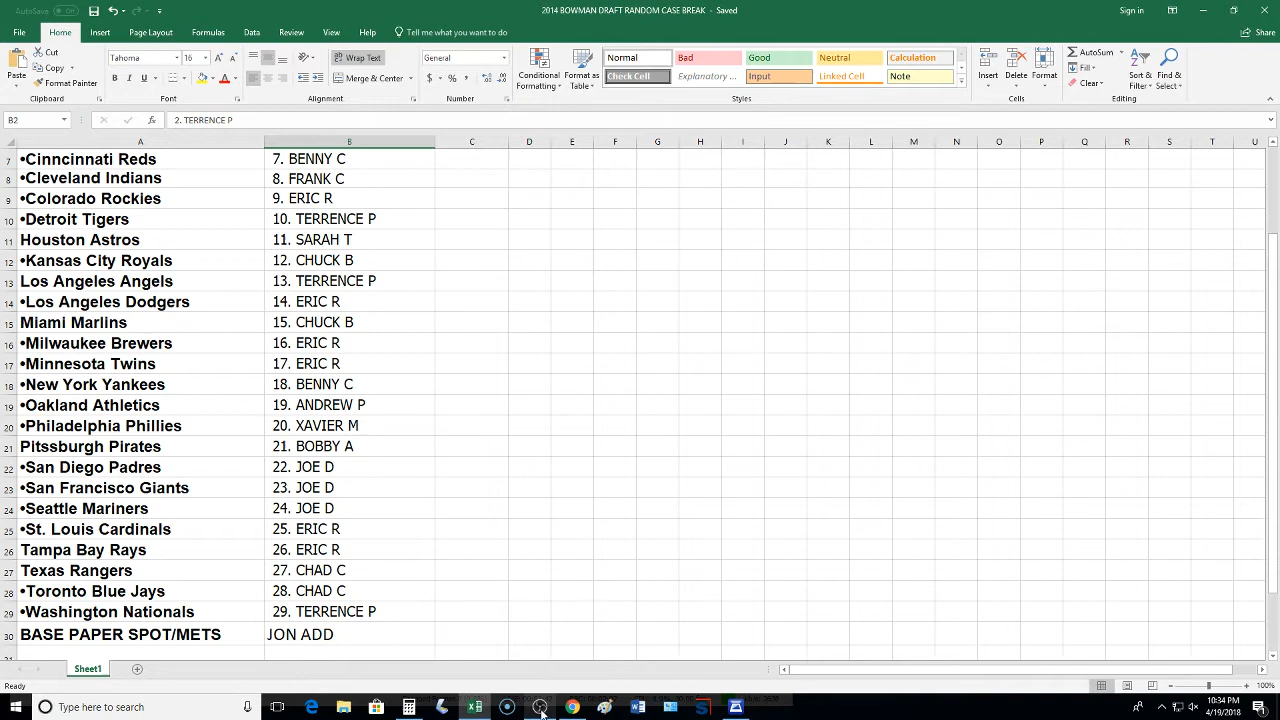 AutoSave
2014 BOWMAN DRAFT RANDOM CASE BREAK - Saved
Sign in
File Home Insert Page Layout Formulas Data Review View Help Tell me what you want to do Share
Paste
Cut
Copy
Format Painter
Clipboard
Tahoma 16
B I U
Font
Wrap Text
Merge & Center
Alignment
General
$ % ,
Number
Conditional Formatting
Format as Table
Normal Bad Good Neutral Calculation
Check Cell Explanatory ... Input Linked Cell Note
Styles
Insert Delete Format
Cells
AutoSum
Fill
Clear
Sort & Filter
Find & Select
Editing
B2 2. TERRENCE P
A B C D E F G H I J K L M N O P Q R S T U
7 •Cinncinnati Reds 7. BENNY C
8 •Cleveland Indians 8. FRANK C
9 •Colorado Rockies 9. ERIC R
10 •Detroit Tigers 10. TERRENCE P
11 Houston Astros 11. SARAH T
12 •Kansas City Royals 12. CHUCK B
13 Los Angeles Angels 13. TERRENCE P
14 •Los Angeles Dodgers 14. ERIC R
15 Miami Marlins 15. CHUCK B
16 •Milwaukee Brewers 16. ERIC R
17 •Minnesota Twins 17. ERIC R
18 •New York Yankees 18. BENNY C
19 •Oakland Athletics 19. ANDREW P
20 •Philadelphia Phillies 20. XAVIER M
21 Pitssburgh Pirates 21. BOBBY A
22 •San Diego Padres 22. JOE D
23 •San Francisco Giants 23. JOE D
24 •Seattle Mariners 24. JOE D
25 •St. Louis Cardinals 25. ERIC R
26 Tampa Bay Rays 26. ERIC R
27 Texas Rangers 27. CHAD C
28 •Toronto Blue Jays 28. CHAD C
29 •Washington Nationals 29. TERRENCE P
30 BASE PAPER SPOT/METS JON ADD
Sheet1
Ready
100%
Type here to search
10:34 PM
4/19/2018